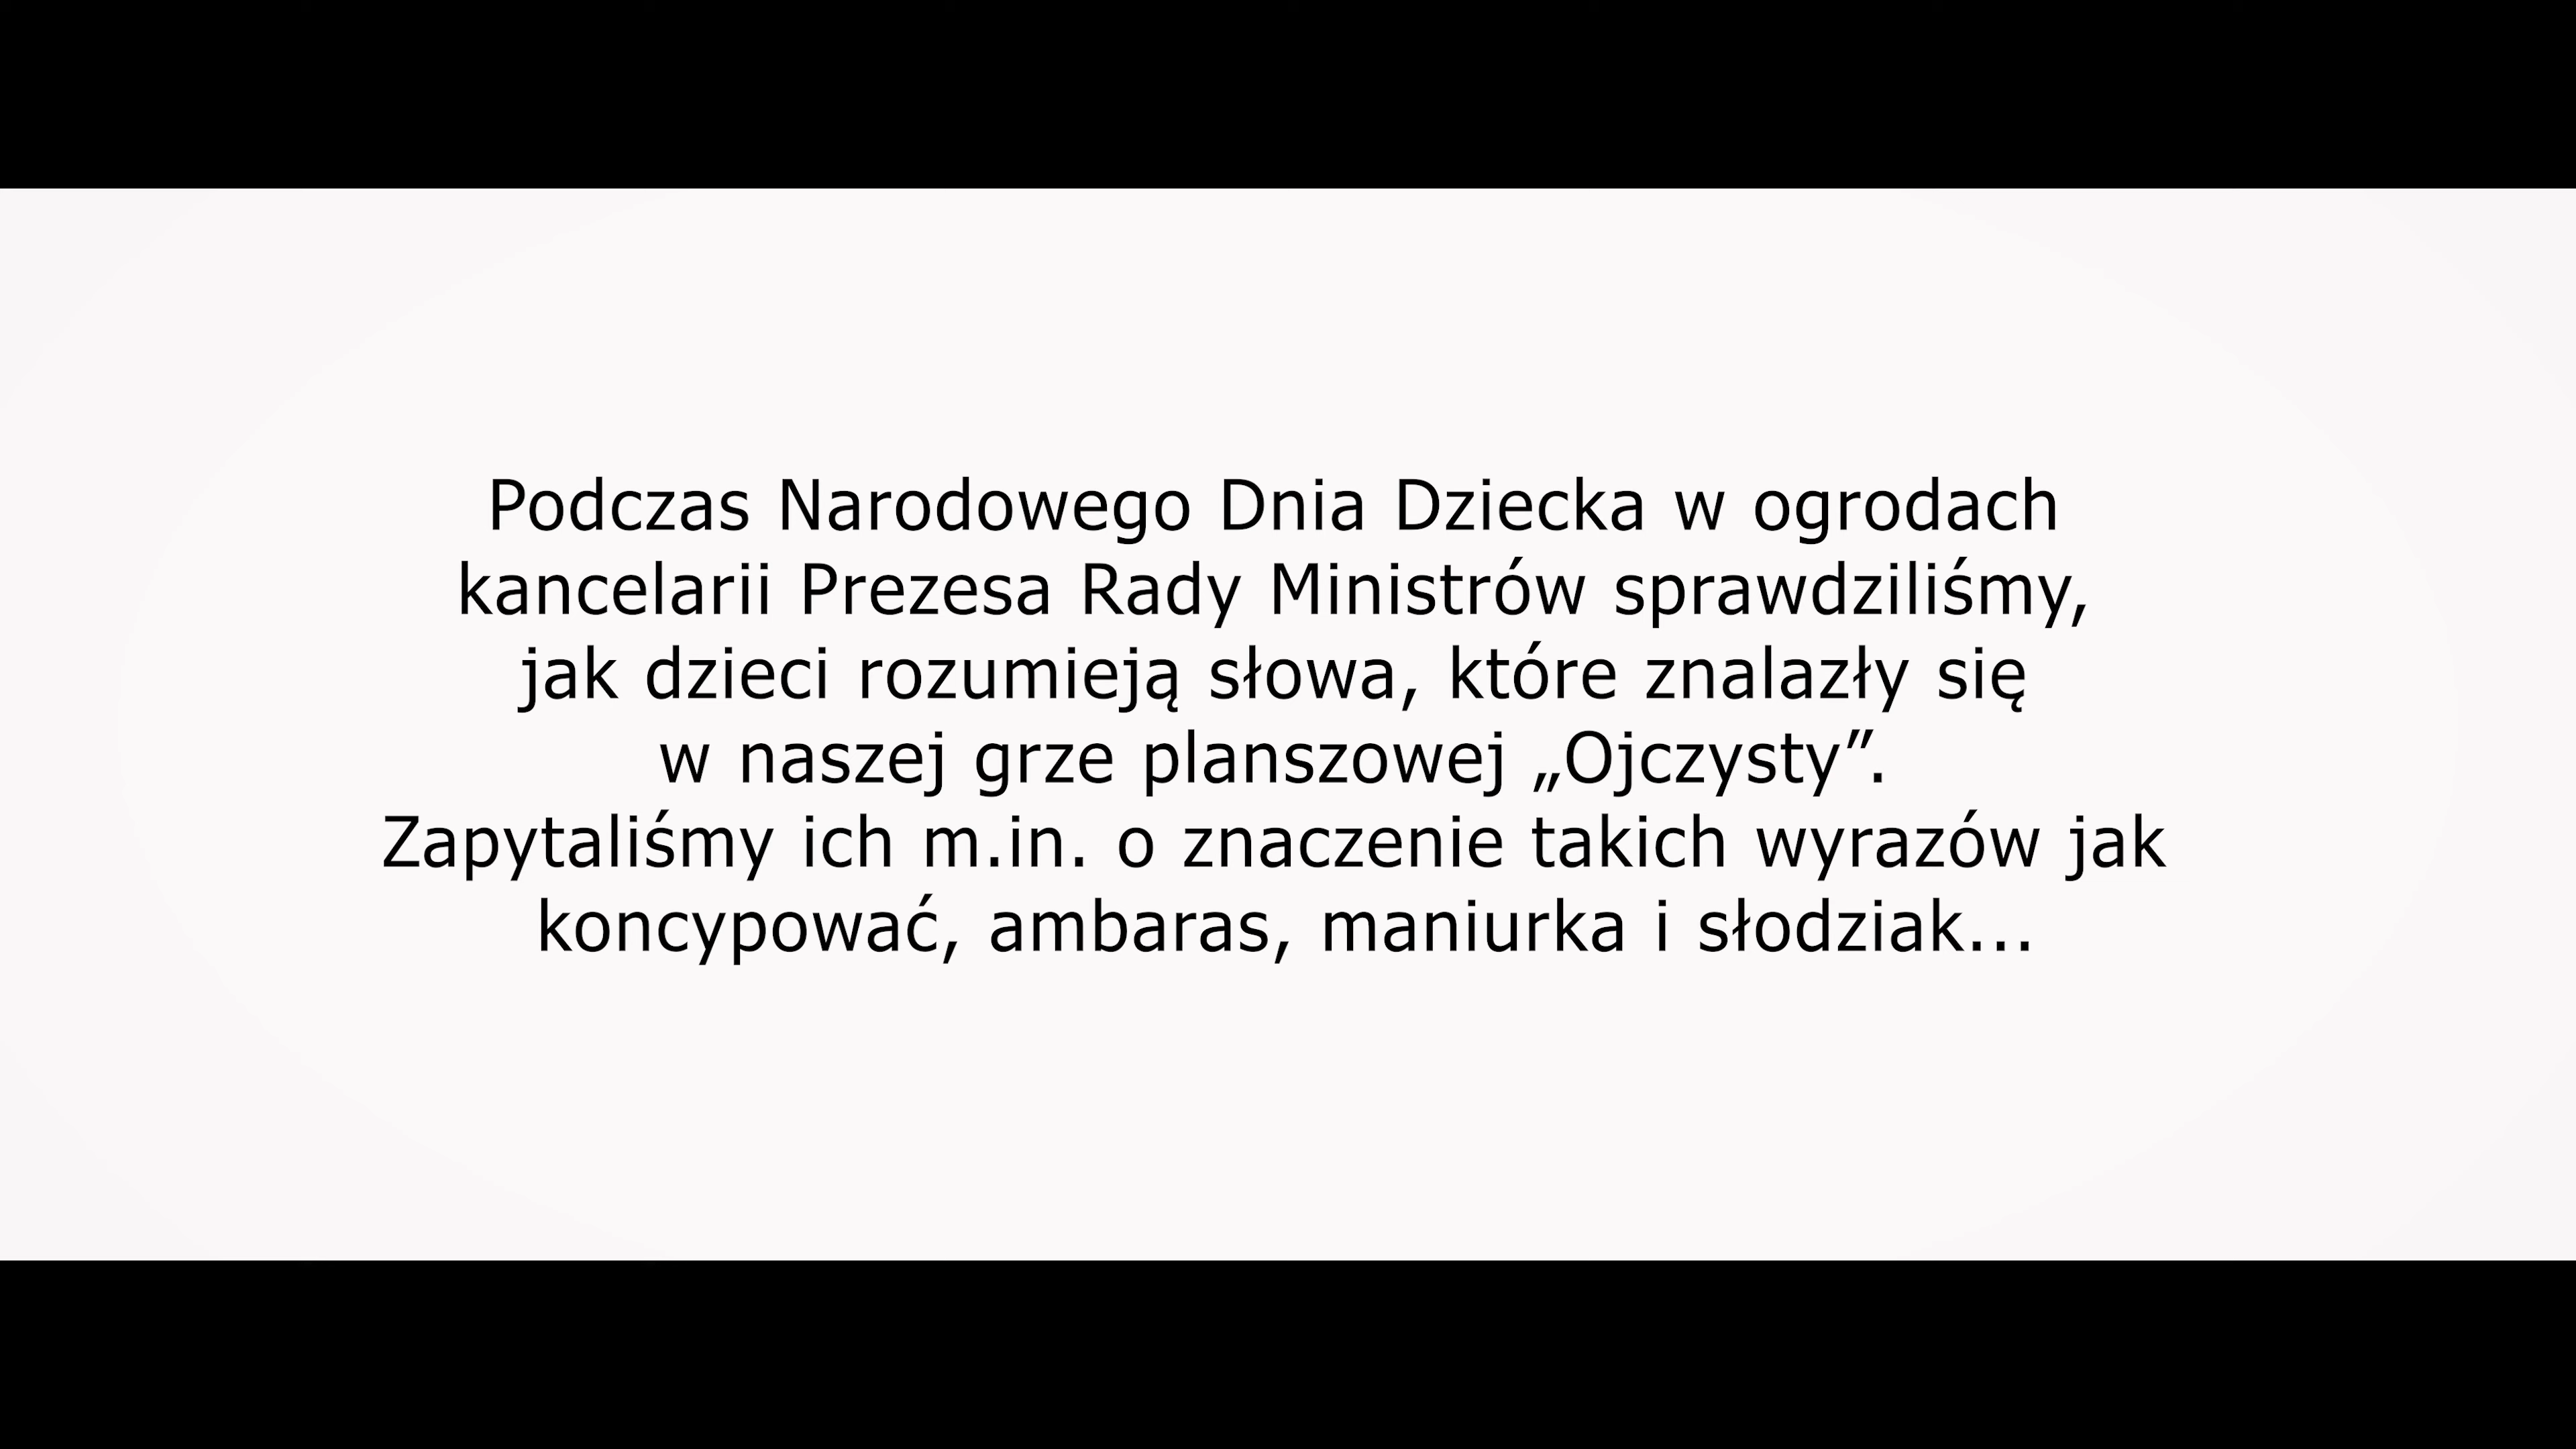 Podczas Narodowego Dnia Dziecka w ogrodach
kancelarii Prezesa Rady Ministrów sprawdziliśmy,
jak dzieci rozumieją słowa, które znalazły się
w naszej grze planszowej „Ojczysty”.
Zapytaliśmy ich m.in. o znaczenie takich wyrazów jak
koncypować, ambaras, maniurka i słodziak...